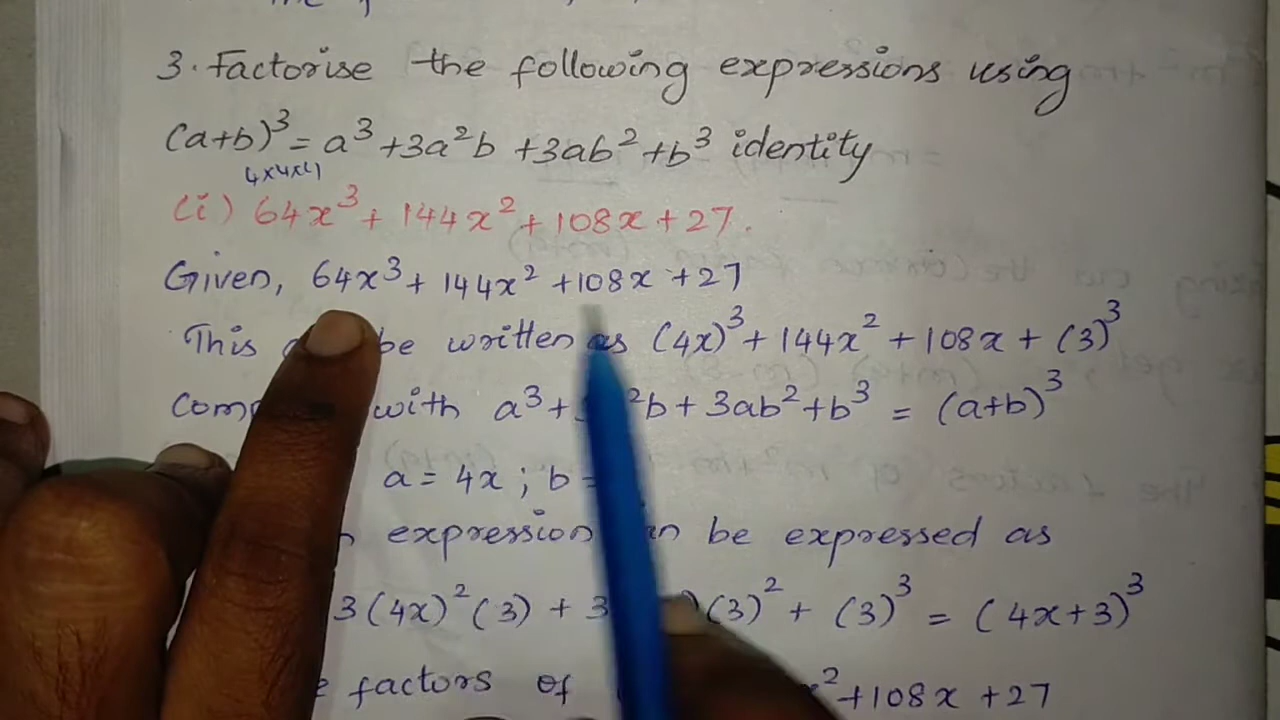 3. Factorise the following expressions using
(a+b)³ = a³ + 3a²b + 3ab² + b³ identity
4x4x4
(i) 64x³ + 144x² + 108x + 27.
Given, 64x³ + 144x² + 108x + 27
This be written as (4x)³ + 144x² + 108x + (3)³
with a³ + b + 3ab² + b³ = (a+b)³
a = 4x ; b =
expression be expressed as
3(4x)²(3) + 3 (3)² + (3)³ = (4x+3)³
factors of ² + 108x + 27